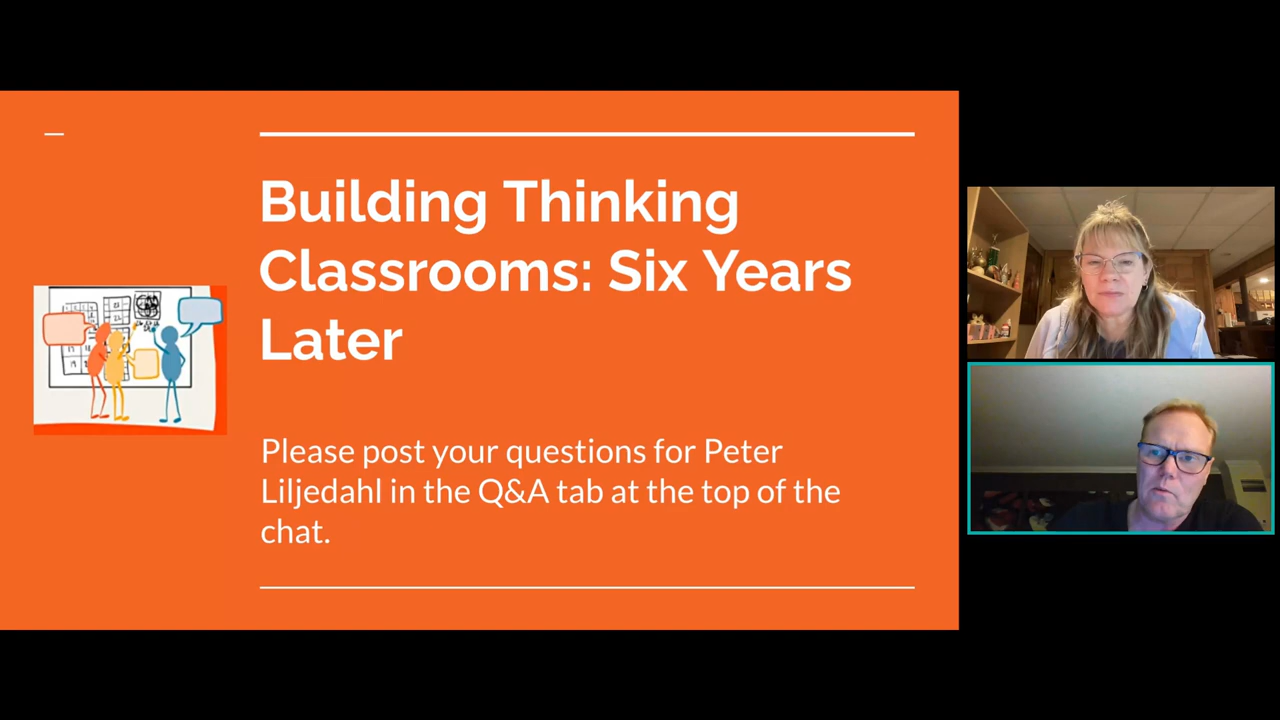 Building Thinking
Classrooms: Six Years
Later
Please post your questions for Peter
Liljedahl in the Q&A tab at the top of the
chat.